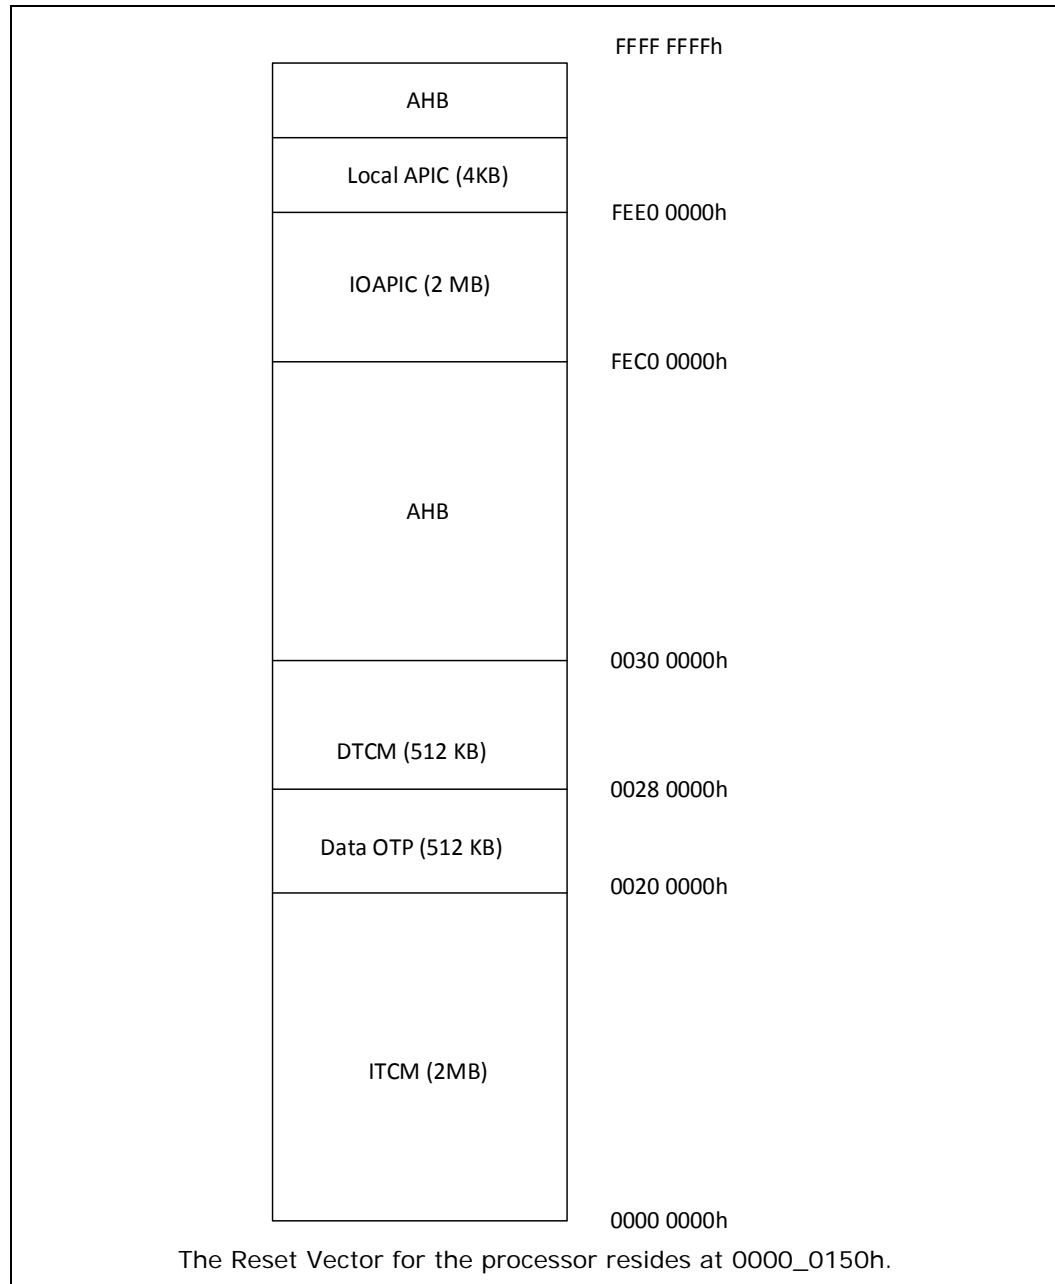 FFFF FFFFh
AHB
Local APIC (4KB)
FEE0 0000h
IOAPIC (2 MB)
FEC0 0000h
AHB
0030 0000h
DTCM (512 KB)
0028 0000h
Data OTP (512 KB)
0020 0000h
ITCM (2MB)
0000 0000h
The Reset Vector for the processor resides at 0000_0150h.